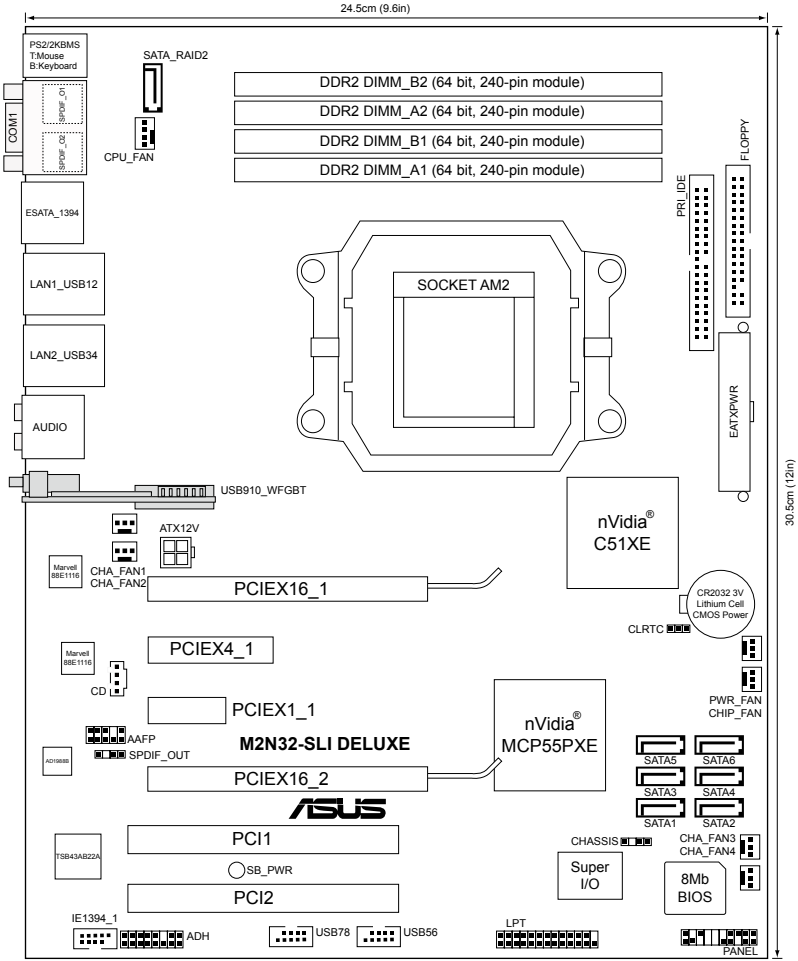 24.5cm (9.6in)
PS2/2KBMS
T:Mouse
B:Keyboard
SATA_RAID2
SPDIF_O1
COM1
SPDIF_O2
CPU_FAN
DDR2 DIMM_B2 (64 bit, 240-pin module)
DDR2 DIMM_A2 (64 bit, 240-pin module)
DDR2 DIMM_B1 (64 bit, 240-pin module)
DDR2 DIMM_A1 (64 bit, 240-pin module)
FLOPPY
PRI_IDE
ESATA_1394
LAN1_USB12
SOCKET AM2
LAN2_USB34
EATXPWR
AUDIO
30.5cm (12in)
USB910_WFGBT
ATX12V
nVidia®
C51XE
Marvell
88E1116
CHA_FAN1
CHA_FAN2
PCIEX16_1
CR2032 3V
Lithium Cell
CMOS Power
CLRTC
Marvell
88E1116
PCIEX4_1
CD
PWR_FAN
CHIP_FAN
PCIEX1_1
nVidia®
MCP55PXE
AAFP
M2N32-SLI DELUXE
SPDIF_OUT
AD1988B
SATA5
SATA6
PCIEX16_2
SATA3
SATA4
ASUS
SATA1
SATA2
PCI1
CHASSIS
CHA_FAN3
CHA_FAN4
TSB43AB22A
SB_PWR
Super
I/O
8Mb
BIOS
PCI2
IE1394_1
ADH
USB78
USB56
LPT
PANEL